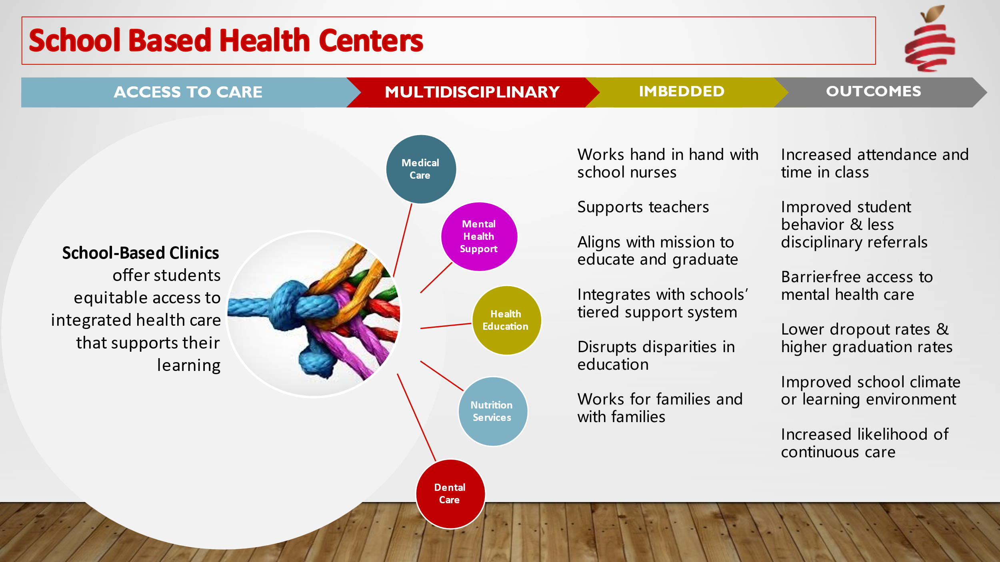 School Based Health Centers
ACCESS TO CARE
MULTIDISCIPLINARY
IMBEDDED
OUTCOMES
School-Based Clinics
offer students
equitable access to
integrated health care
that supports their
learning
Medical
Care
Mental
Health
Support
Health
Education
Nutrition
Services
Dental
Care
Works hand in hand with
school nurses
Supports teachers
Aligns with mission to
educate and graduate
Integrates with schools’
tiered support system
Disrupts disparities in
education
Works for families and
with families
Increased attendance and
time in class
Improved student
behavior & less
disciplinary referrals
Barrier-free access to
mental health care
Lower dropout rates &
higher graduation rates
Improved school climate
or learning environment
Increased likelihood of
continuous care